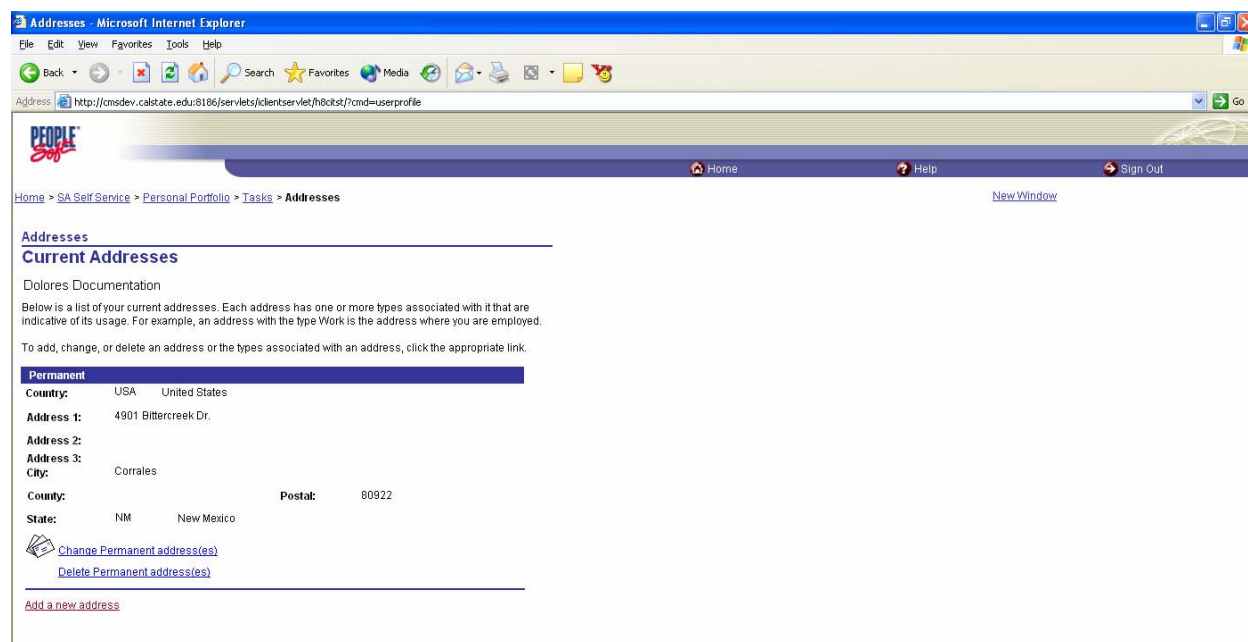 Addresses - Microsoft Internet Explorer
File Edit View Favorites Tools Help
Back Search Favorites Media
Address http://cmsdev.calstate.edu:8186/servlets/iclientservlet/h8citst/?cmd=userprofile Go
PEOPLE
Soft
Home Help Sign Out
Home > SA Self Service > Personal Portfolio > Tasks > Addresses New Window
Addresses
Current Addresses
Dolores Documentation
Below is a list of your current addresses. Each address has one or more types associated with it that are
indicative of its usage. For example, an address with the type Work is the address where you are employed.
To add, change, or delete an address or the types associated with an address, click the appropriate link.
Permanent
Country: USA United States
Address 1: 4901 Bittercreek Dr.
Address 2:
Address 3:
City: Corrales
County: Postal: 80922
State: NM New Mexico
Change Permanent address(es)
Delete Permanent address(es)
Add a new address